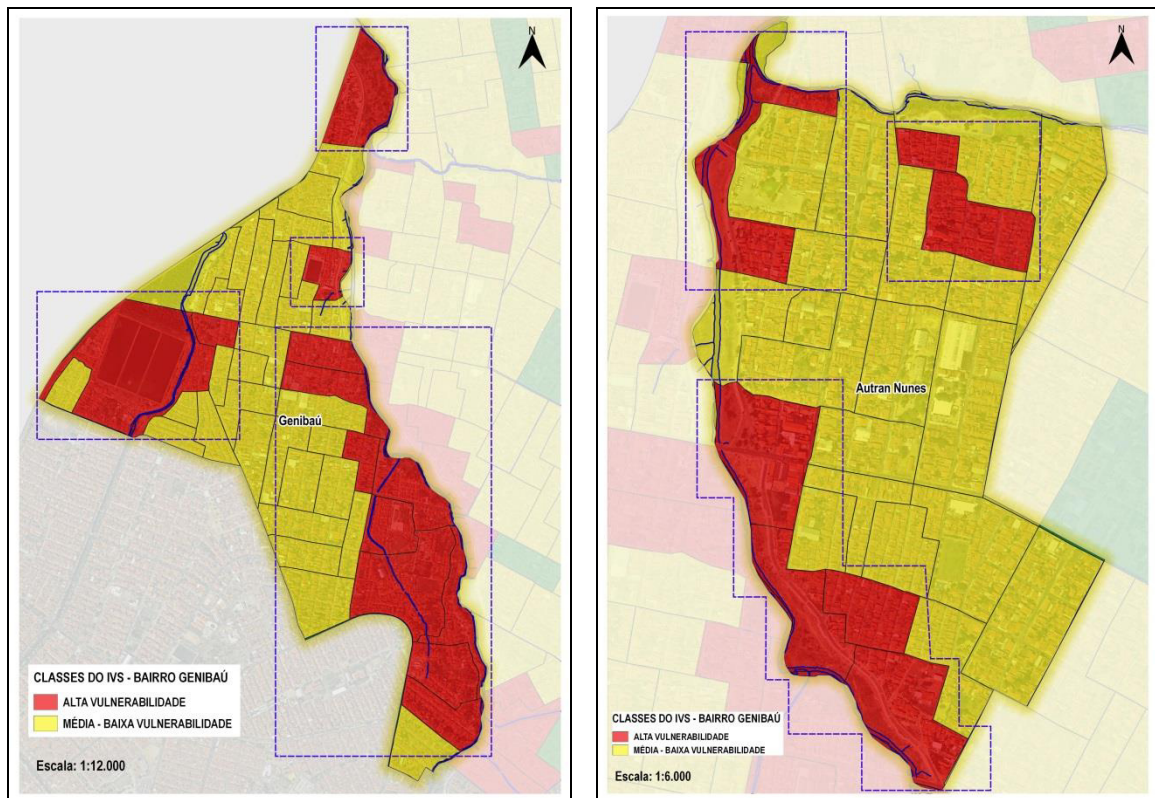 N
Genibaú
CLASSES DO IVS - BAIRRO GENIBAÚ
ALTA VULNERABILIDADE
MÉDIA - BAIXA VULNERABILIDADE
Escala: 1:12.000
N
Autran Nunes
CLASSES DO IVS - BAIRRO GENIBAÚ
ALTA VULNERABILIDADE
MÉDIA - BAIXA VULNERABILIDADE
Escala: 1:6.000